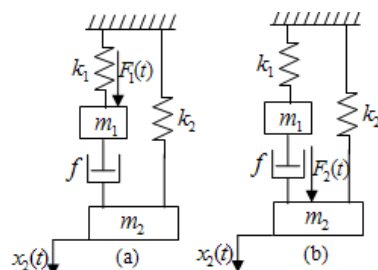 k₁ F₁(t) m₁ k₂ f m₂ x₂(t) (a)
k₁ m₁ k₂ f F₂(t) m₂ x₂(t) (b)